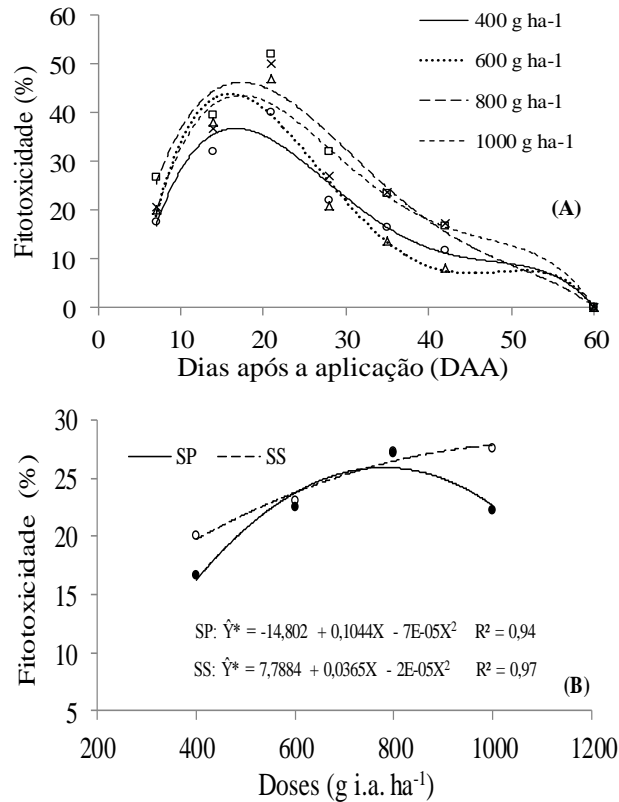 Fitotoxicidade (%)
60
50
40
30
20
10
0
400 g ha-1
600 g ha-1
800 g ha-1
1000 g ha-1
(A)
0 10 20 30 40 50 60
Dias após a aplicação (DAA)
Fitotoxicidade (%)
30
25
20
15
10
5
SP SS
SP: Ŷ* = -14,802 + 0,1044X - 7E-05X² R² = 0,94
SS: Ŷ* = 7,7884 + 0,0365X - 2E-05X² R² = 0,97
(B)
200 400 600 800 1000 1200
Doses (g i.a. ha⁻¹)